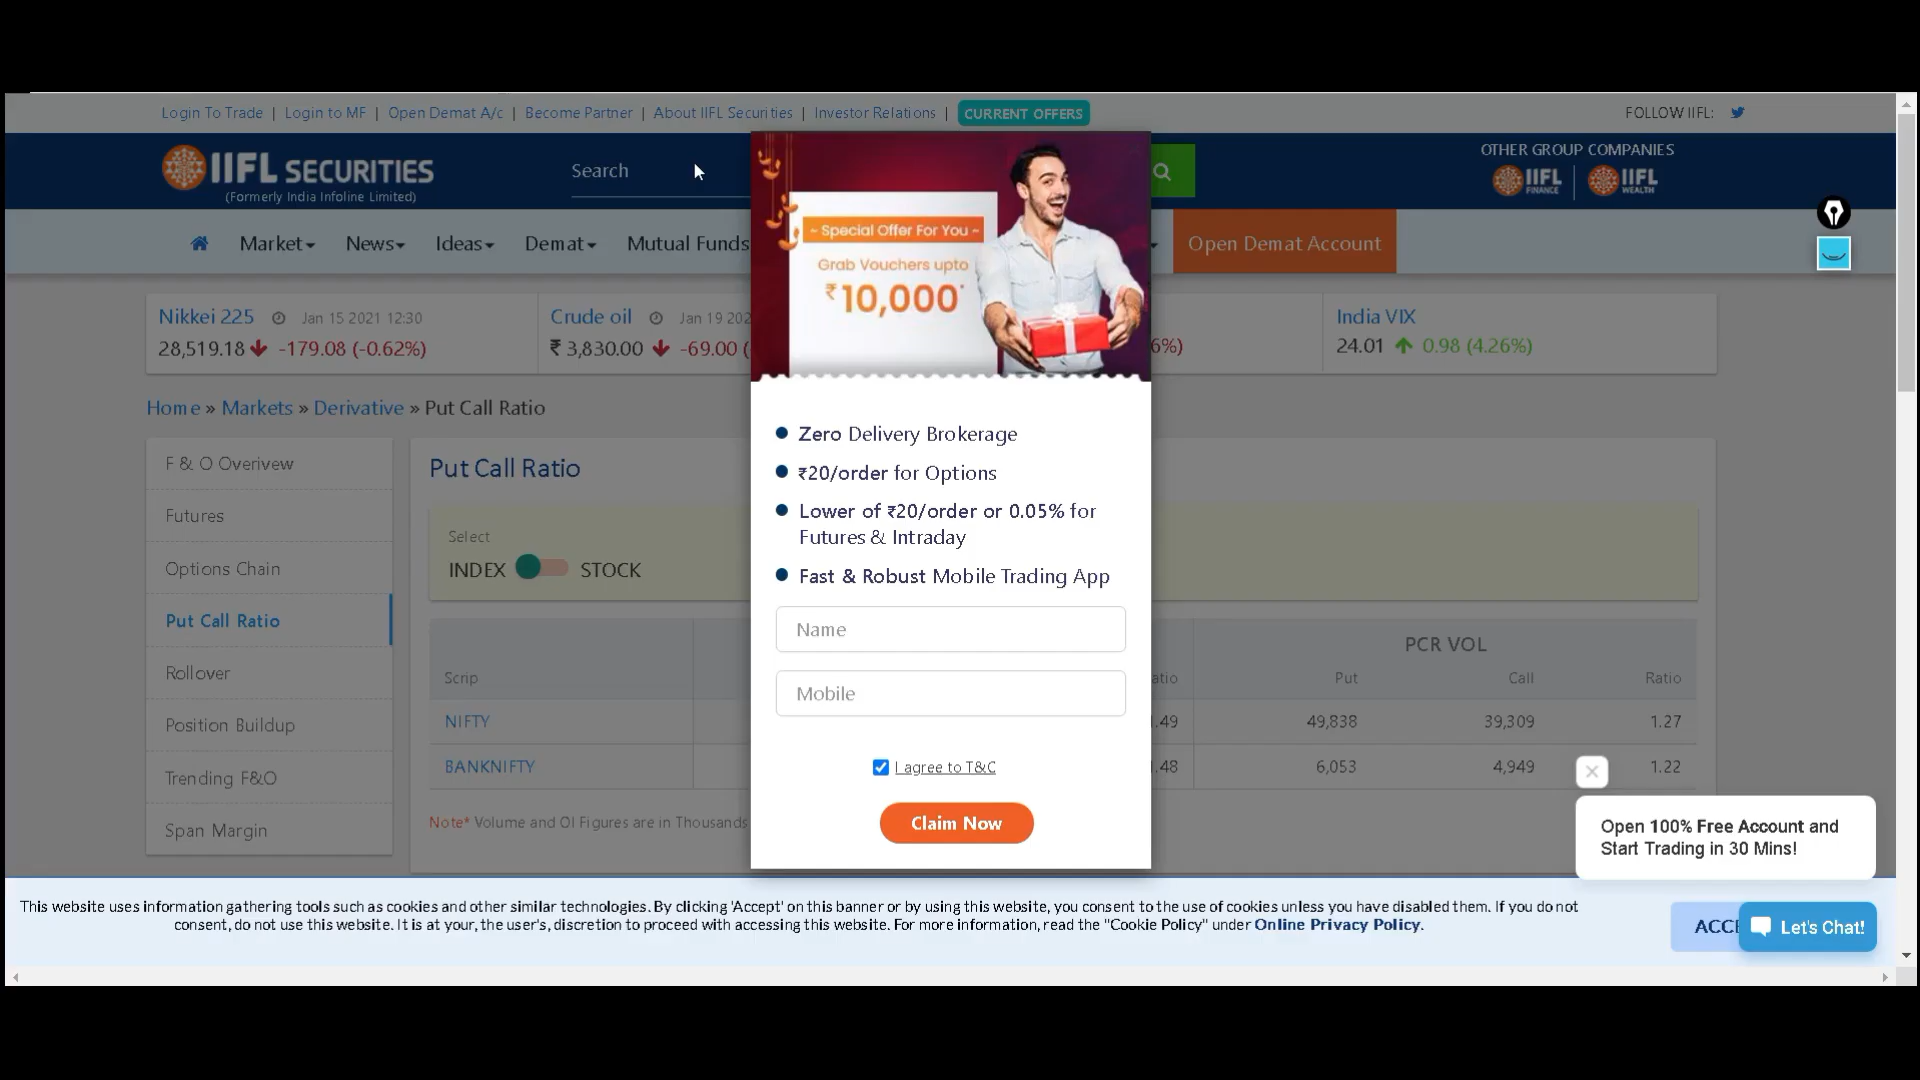 Login To Trade | Login to MF | Open Demat A/c | Become Partner | About IIFL Securities | Investor Relations | CURRENT OFFERS
FOLLOW IIFL:
IIFL SECURITIES
(Formerly India Infoline Limited)
Search
OTHER GROUP COMPANIES
IIFL FINANCE
IIFL WEALTH
Market News Ideas Demat Mutual Funds
Open Demat Account
~ Special Offer For You ~
Grab Vouchers upto
₹10,000*
Nikkei 225 Jan 15 2021 12:30
28,519.18 -179.08 (-0.62%)
Crude oil Jan 19 202
₹ 3,830.00 -69.00 (
6%)
India VIX
24.01 0.98 (4.26%)
Home » Markets » Derivative » Put Call Ratio
F & O Overivew
Futures
Options Chain
Put Call Ratio
Rollover
Position Buildup
Trending F&O
Span Margin
Put Call Ratio
Select
INDEX STOCK
PCR VOL
Scrip atio Put Call Ratio
NIFTY .49 49,838 39,309 1.27
BANKNIFTY .48 6,053 4,949 1.22
Note* Volume and OI Figures are in Thousands
Zero Delivery Brokerage
₹20/order for Options
Lower of ₹20/order or 0.05% for
Futures & Intraday
Fast & Robust Mobile Trading App
Name
Mobile
I agree to T&C
Claim Now
Open 100% Free Account and
Start Trading in 30 Mins!
This website uses information gathering tools such as cookies and other similar technologies. By clicking 'Accept' on this banner or by using this website, you consent to the use of cookies unless you have disabled them. If you do not
consent, do not use this website. It is at your, the user's, discretion to proceed with accessing this website. For more information, read the "Cookie Policy" under Online Privacy Policy.
ACCE
Let's Chat!